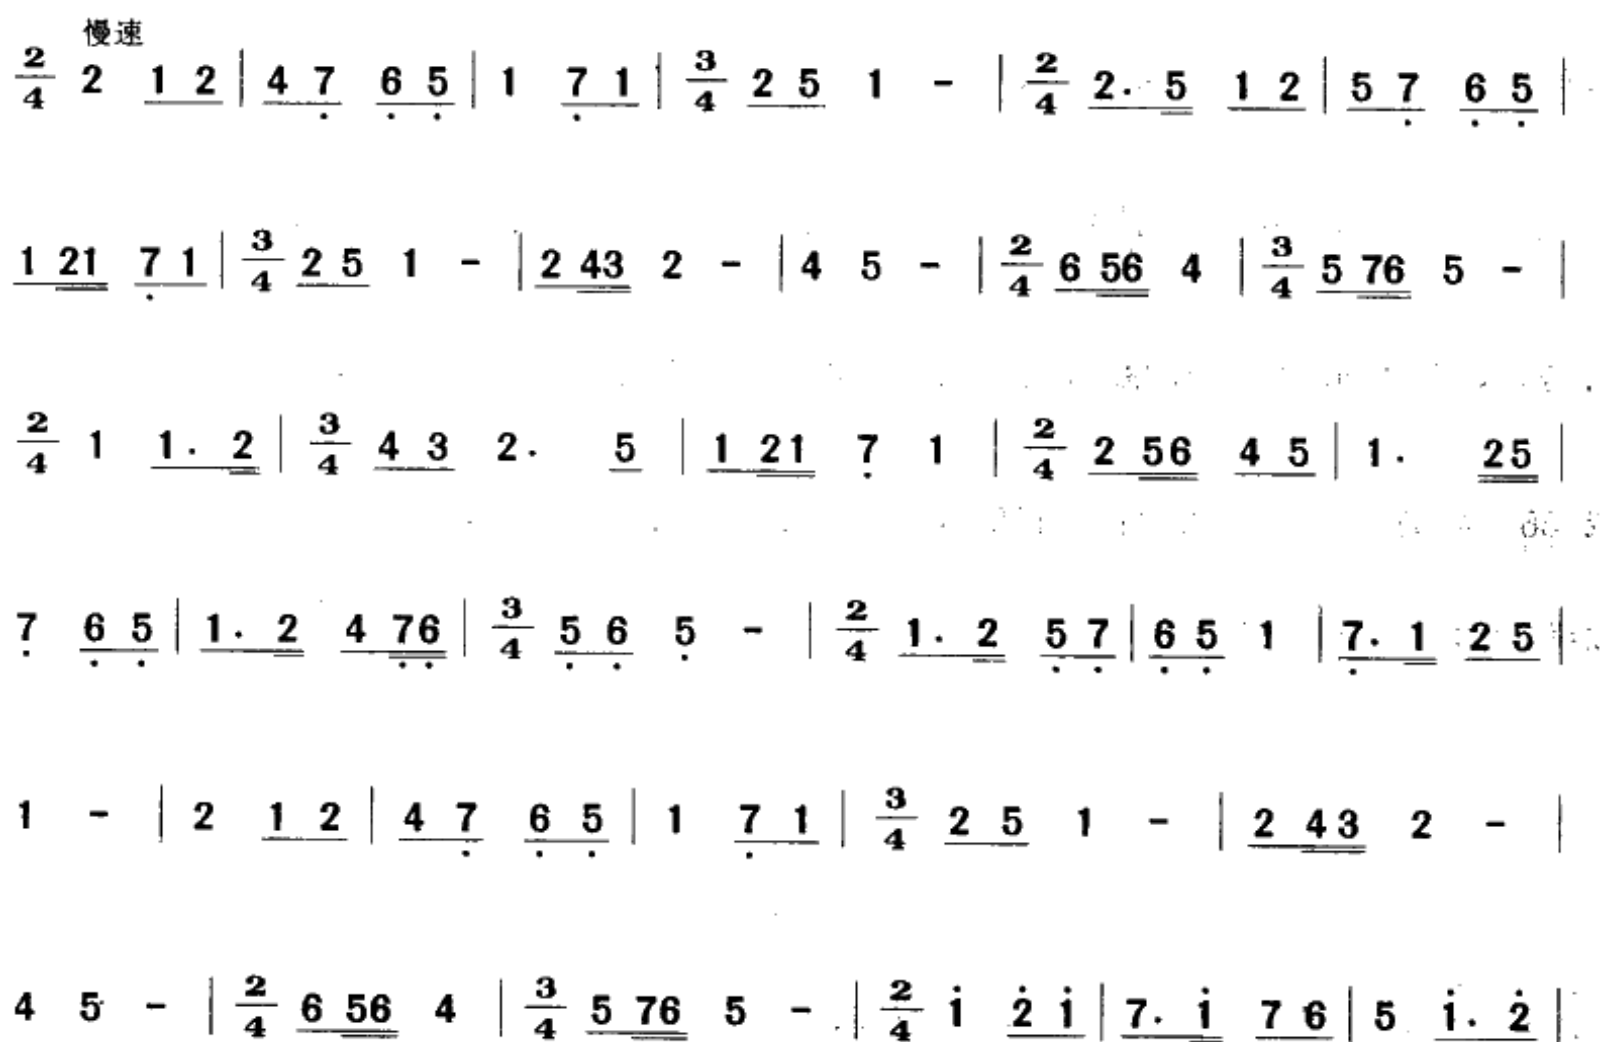 慢速
2/4 2 1 2 | 4 7̣ 6̣ 5̣ | 1 7̣ 1 | 3/4 2 5 1 - | 2/4 2. 5 1 2 | 5 7̣ 6̣ 5̣ |
1 21 7̣ 1 | 3/4 2 5 1 - | 2 43 2 - | 4 5 - | 2/4 6 56 4 | 3/4 5 76 5 - |
2/4 1 1. 2 | 3/4 4 3 2. 5 | 1 21 7̣ 1 | 2/4 2 56 4 5 | 1. 25 |
7̣ 6̣ 5̣ | 1. 2 4 7̣6̣ | 3/4 5̣ 6̣ 5̣ - | 2/4 1. 2 5̣ 7̣ | 6̣ 5̣ 1 | 7̣. 1 2 5 |
1 - | 2 1 2 | 4 7̣ 6̣ 5̣ | 1 7̣ 1 | 3/4 2 5 1 - | 2 43 2 - |
4 5 - | 2/4 6 56 4 | 3/4 5 76 5 - | 2/4 1̇ 2̇ 1̇ | 7. 1̇ 7 6 | 5 1̇. 2̇ |